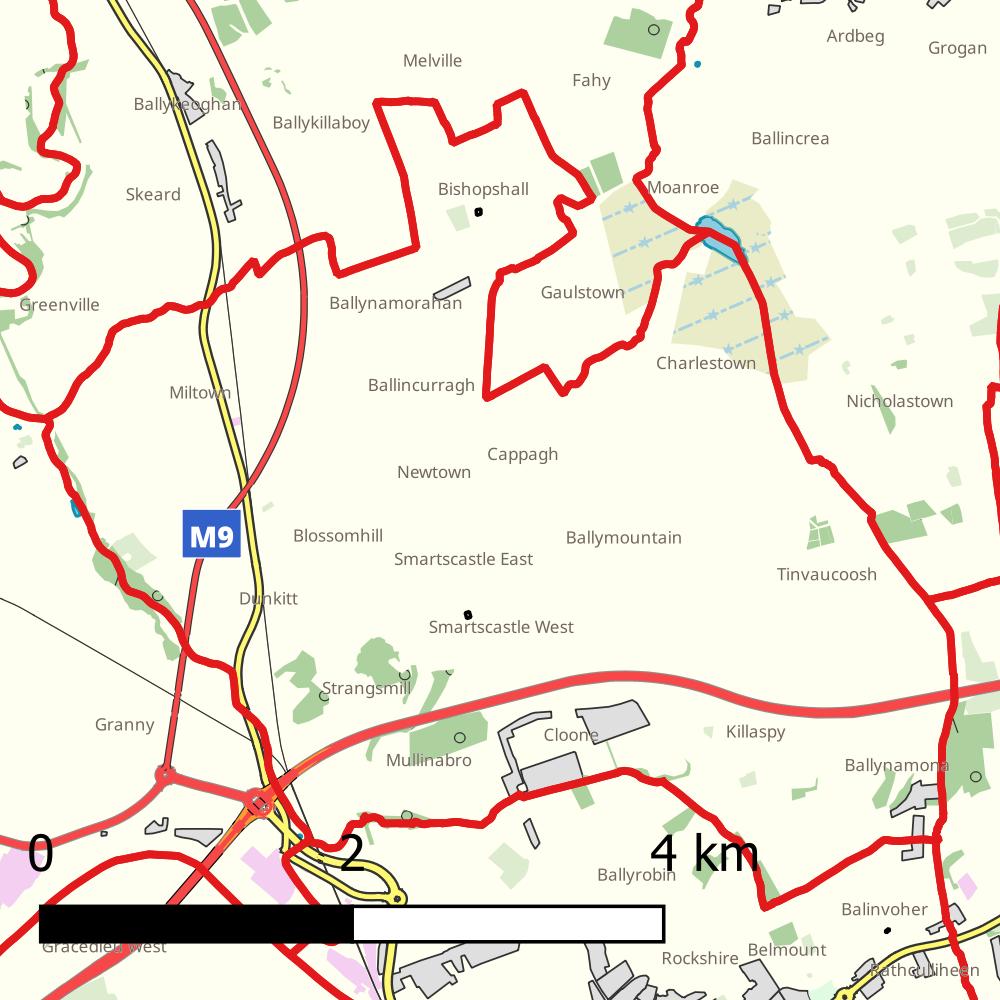 Ardbeg
Grogan
Melville
Fahy
Ballykeoghan
Ballykillaboy
Ballincrea
Skeard
Bishopshall
Moanroe
Greenville
Ballynamorahan
Gaulstown
Charlestown
Miltown
Ballincurragh
Nicholastown
Cappagh
Newtown
M9
Blossomhill
Ballymountain
Smartscastle East
Tinvaucoosh
Dunkitt
Smartscastle West
Strangsmill
Granny
Cloone
Killaspy
Mullinabro
Ballynamona
0 2 4 km
Ballyrobin
Balinvoher
Gracedieu West
Rockshire
Belmount
Rathculliheen